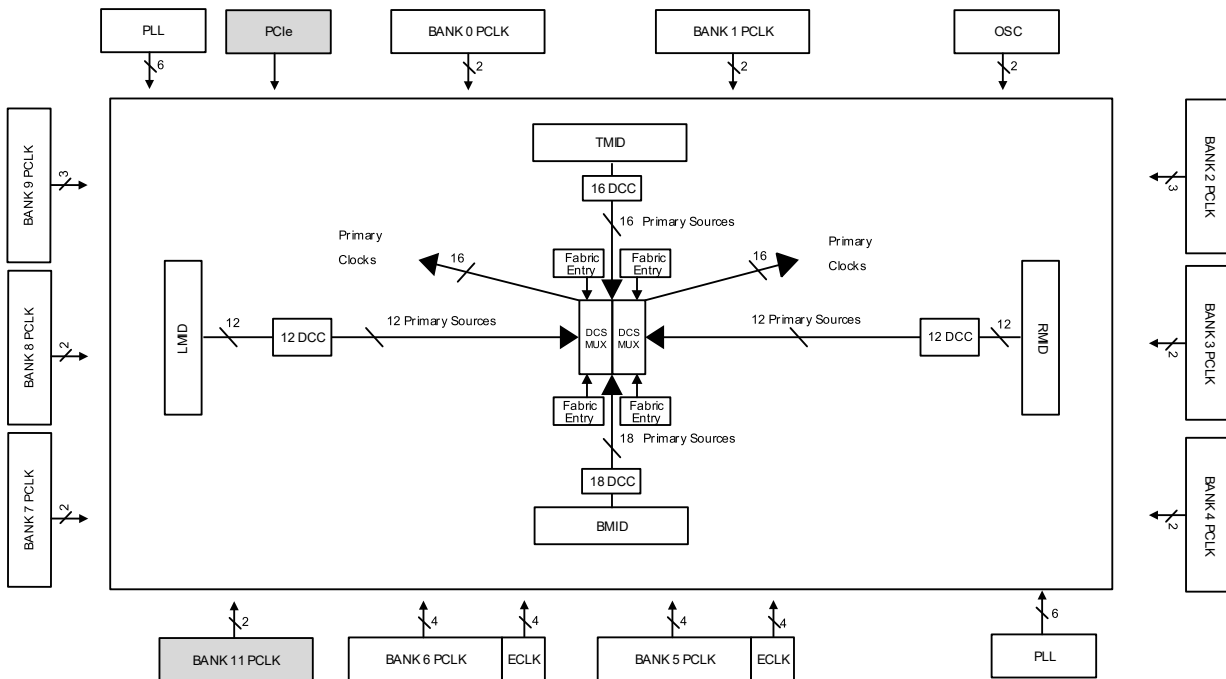 PLL
PCIe
BANK 0 PCLK
BANK 1 PCLK
OSC
6
2
2
2
BANK 9 PCLK
3
BANK 8 PCLK
2
BANK 7 PCLK
2
TMID
16 DCC
16 Primary Sources
Primary
Clocks
16
Fabric
Entry
Fabric
Entry
16
Primary
Clocks
LMID
12
12 DCC
12 Primary Sources
DCS
MUX
DCS
MUX
12 Primary Sources
12 DCC
12
RMID
Fabric
Entry
Fabric
Entry
18 Primary Sources
18 DCC
BMID
3
BANK 2 PCLK
2
BANK 3 PCLK
2
BANK 4 PCLK
2
4
4
4
4
6
BANK 11 PCLK
BANK 6 PCLK
ECLK
BANK 5 PCLK
ECLK
PLL